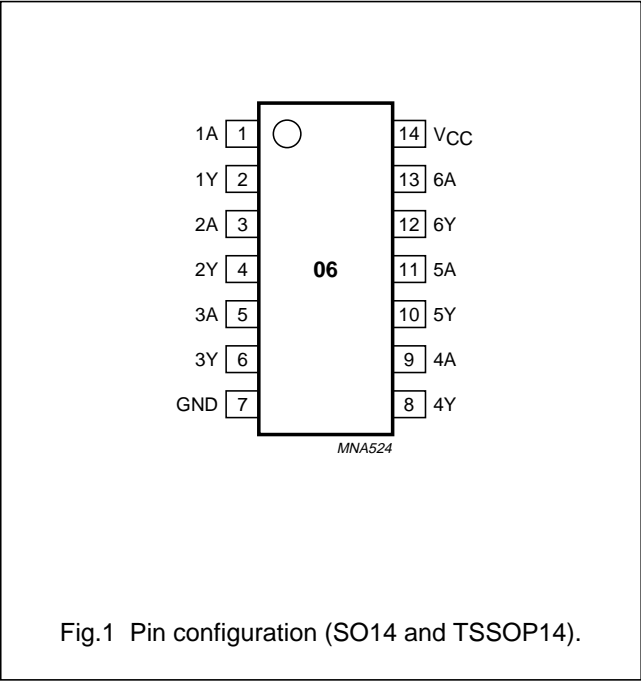 1A 1 14 VCC
1Y 2 13 6A
2A 3 12 6Y
2Y 4 06 11 5A
3A 5 10 5Y
3Y 6 9 4A
GND 7 8 4Y
MNA524
Fig.1 Pin configuration (SO14 and TSSOP14).